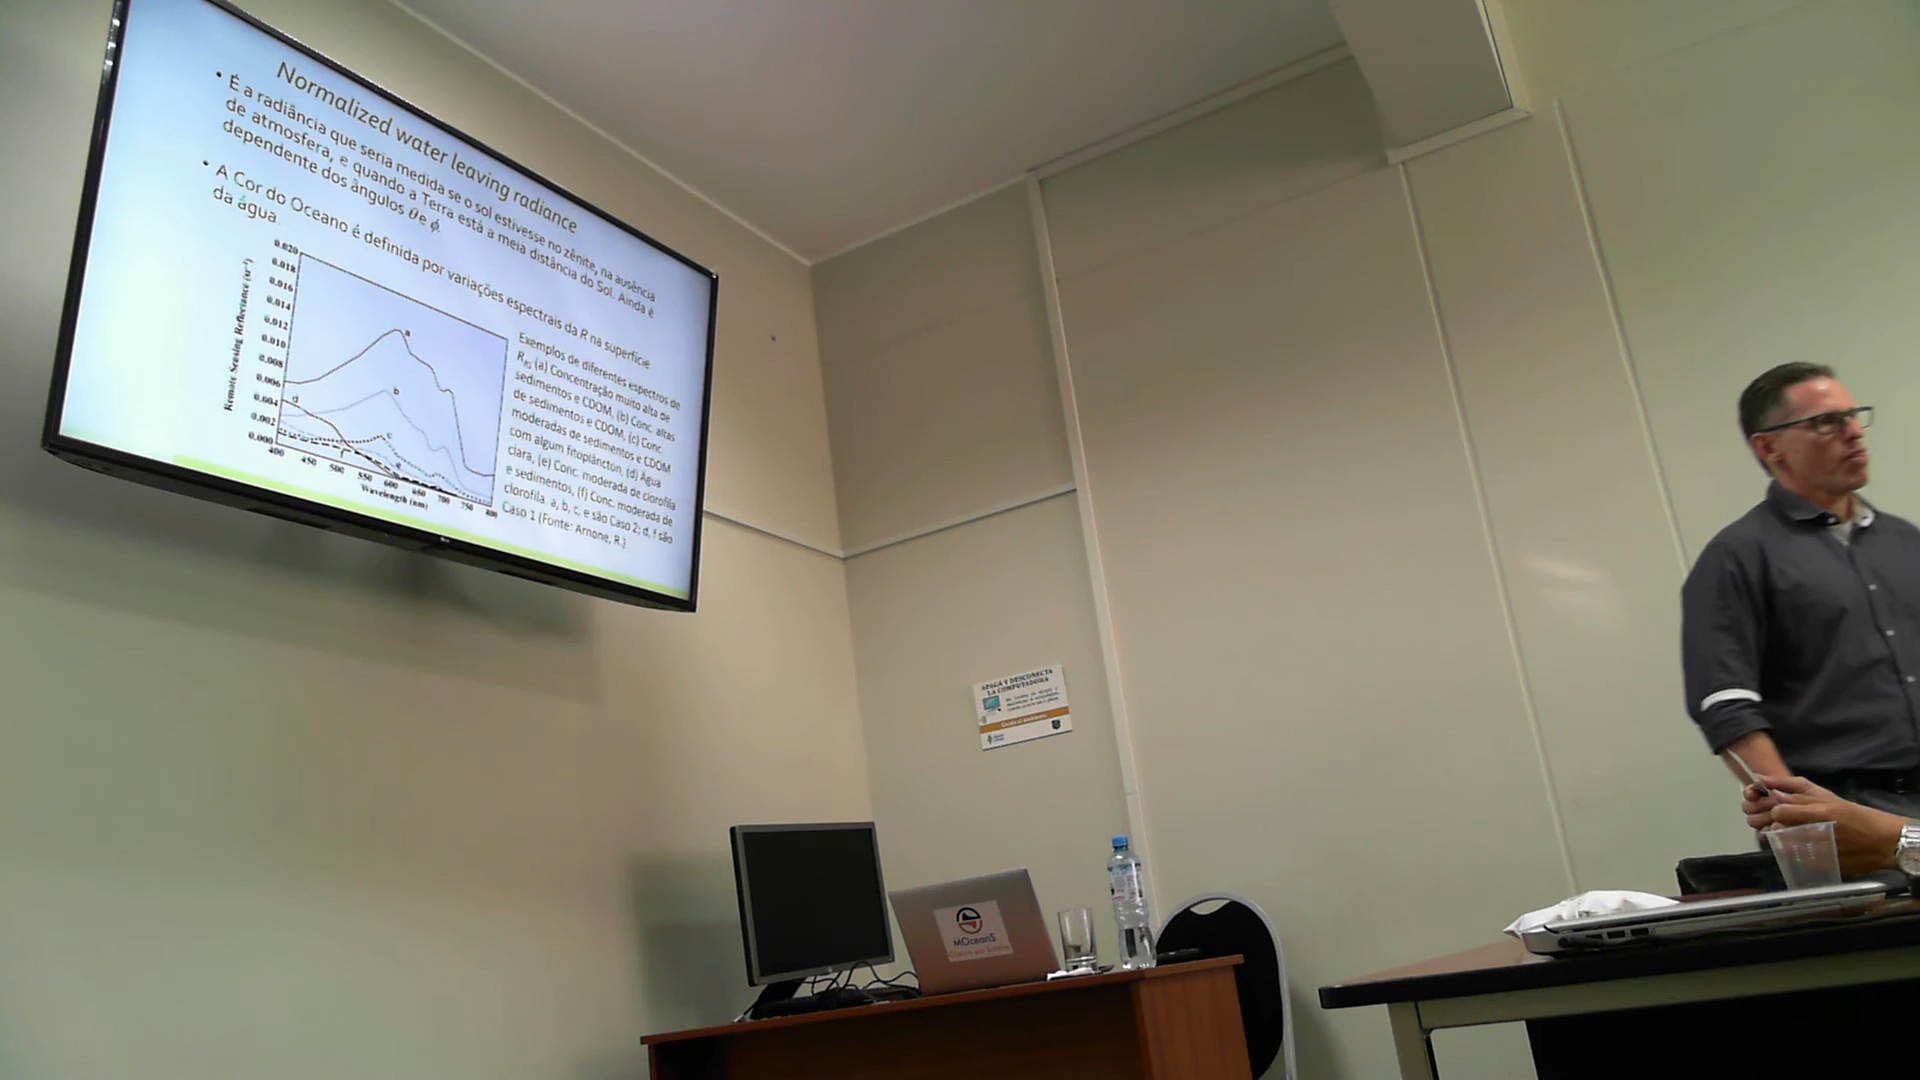 Normalized water leaving radiance
• É a radiância que seria medida se o sol estivesse no zênite, na ausência
de atmosfera, e quando a Terra está a meia distância do Sol. Ainda é
dependente dos ângulos θ e ϕ.
• A Cor do Oceano é definida por variações espectrais da R na superfície
da água.
Remote Sensing Reflectance (sr⁻¹)
0.020
0.018
0.016
0.014
0.012
0.010
0.008
0.006
0.004
0.002
0.000
a
b
c
d
e
f
400
450
500
550
600
650
700
750
800
Wavelength (nm)
Exemplos de diferentes espectros de
(a) Concentração muito alta de
sedimentos e CDOM, (b) Conc. altas
de sedimentos e CDOM, (c) Conc.
moderadas de sedimentos e CDOM
com algum fitoplâncton, (d) Água
clara, (e) Conc. moderada de clorofila
e sedimentos, (f) Conc. moderada de
clorofila. a, b, c, e são Caso 2; d, f são
Caso 1 (Fonte: Arnone, R.)
APAGA Y DESCONECTA
LA COMPUTADORA
MOceanS